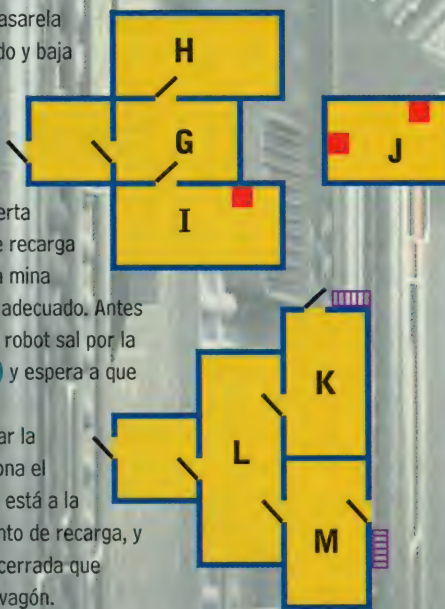 asarela
do y baja
erta
e recarga
a mina
adecuado. Antes
robot sal por la
y espera a que
ar la
ona el
está a la
nto de recarga, y
cerrada que
vagón.
H
G
I
J
K
L
M